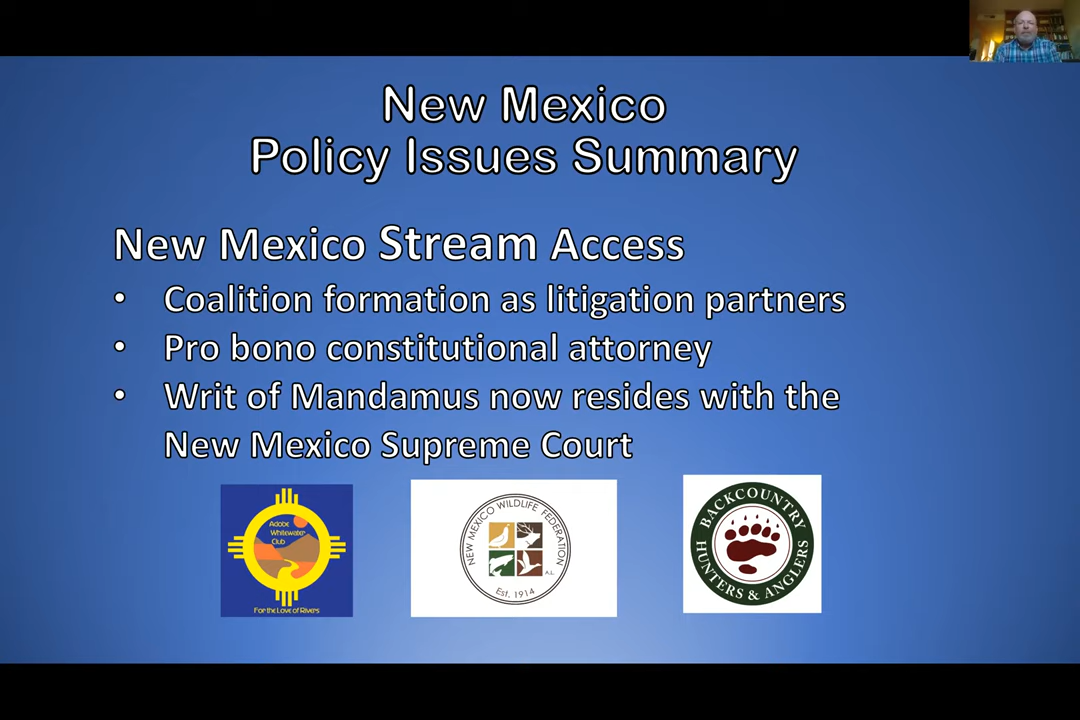 New Mexico
Policy Issues Summary
New Mexico Stream Access
• Coalition formation as litigation partners
• Pro bono constitutional attorney
• Writ of Mandamus now resides with the
New Mexico Supreme Court
Adobe
Whitewater
Club
For the Love of Rivers
NEW MEXICO WILDLIFE FEDERATION
A.L.
Est. 1914
BACKCOUNTRY
HUNTERS & ANGLERS